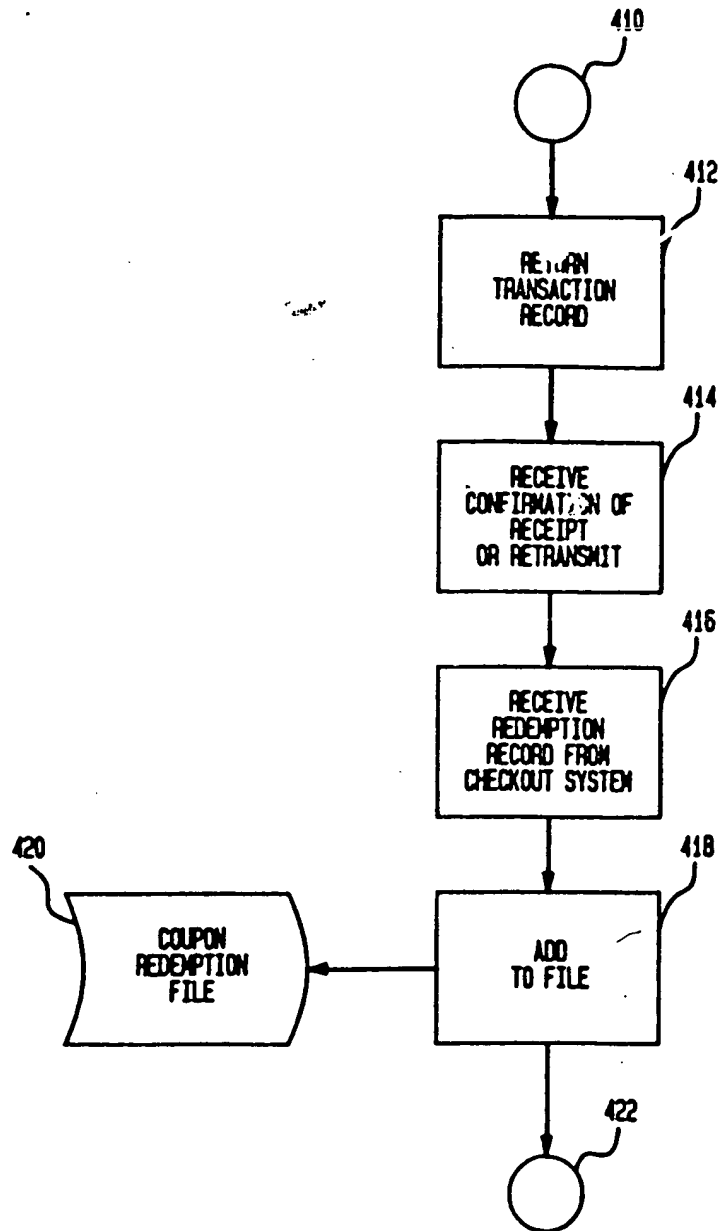 410
412
RETURN
TRANSACTION
RECORD
414
RECEIVE
CONFIRMATION OF
RECEIPT
OR RETRANSMIT
416
RECEIVE
REDEMPTION
RECORD FROM
CHECKOUT SYSTEM
420
418
COUPON
REDEMPTION
FILE
ADD
TO FILE
422